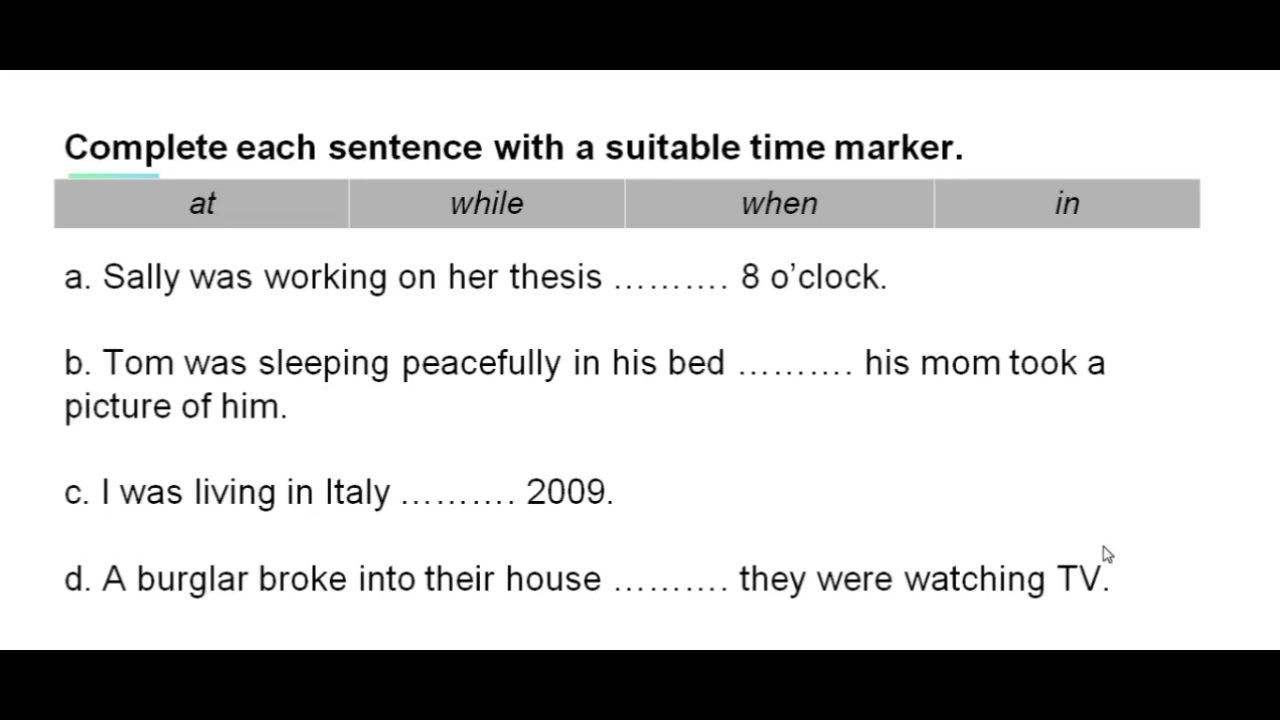 Complete each sentence with a suitable time marker.
at while when in
a. Sally was working on her thesis ………. 8 o’clock.
b. Tom was sleeping peacefully in his bed ………. his mom took a
picture of him.
c. I was living in Italy ………. 2009.
d. A burglar broke into their house ………. they were watching TV.